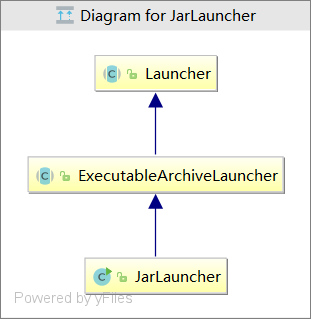 Diagram for JarLauncher
C Launcher
C ExecutableArchiveLauncher
C JarLauncher
Powered by yFiles